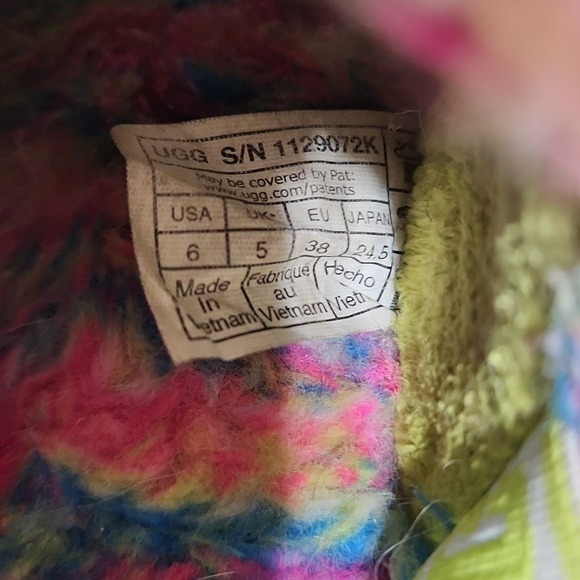 UGG S/N 1129072K
May be covered by Pat:
www.ugg.com/patents
USA UK EU JAPAN
6 5 38 24.5
Made Fabriqué Hecho
In au
Vietnam Vietnam